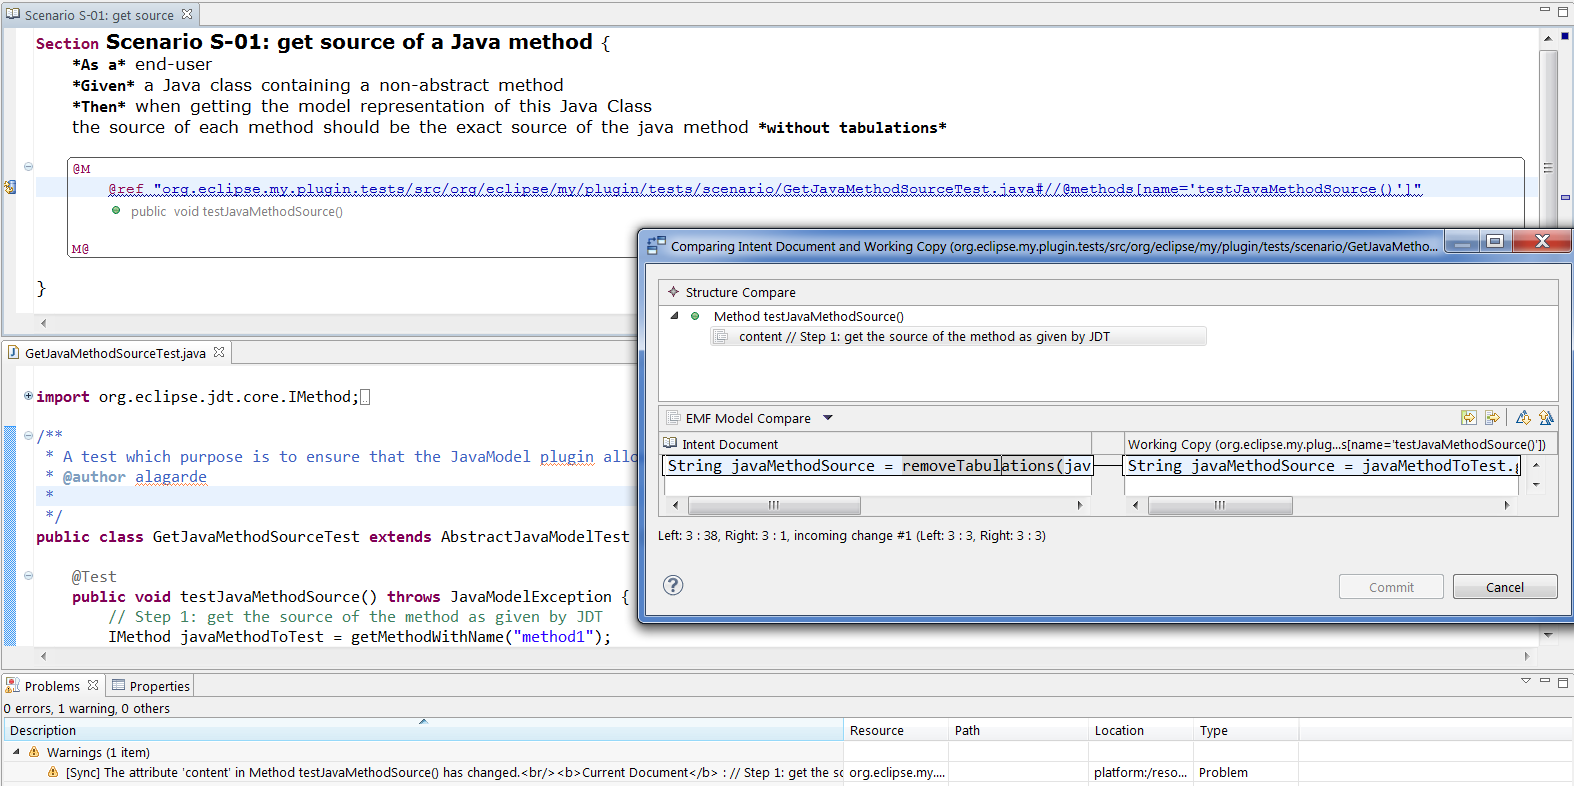 Scenario S-01: get source
Section Scenario S-01: get source of a Java method {
*As a* end-user
*Given* a Java class containing a non-abstract method
*Then* when getting the model representation of this Java Class
the source of each method should be the exact source of the java method *without tabulations*
@M
@ref "org.eclipse.my.plugin.tests/src/org/eclipse/my/plugin/tests/scenario/GetJavaMethodSourceTest.java#//@methods[name='testJavaMethodSource()']"
public void testJavaMethodSource()
M@
}
Comparing Intent Document and Working Copy (org.eclipse.my.plugin.tests/src/org/eclipse/my/plugin/tests/scenario/GetJavaMetho...
Structure Compare
Method testJavaMethodSource()
content // Step 1: get the source of the method as given by JDT
EMF Model Compare
Intent Document
Working Copy (org.eclipse.my.plug...s[name='testJavaMethodSource()'])
String javaMethodSource = removeTabulations(jav
String javaMethodSource = javaMethodToTest.g
Left: 3 : 38, Right: 3 : 1, incoming change #1 (Left: 3 : 3, Right: 3 : 3)
Commit
Cancel
GetJavaMethodSourceTest.java
import org.eclipse.jdt.core.IMethod;
/**
* A test which purpose is to ensure that the JavaModel plugin allo
* @author alagarde
*
*/
public class GetJavaMethodSourceTest extends AbstractJavaModelTest
@Test
public void testJavaMethodSource() throws JavaModelException {
// Step 1: get the source of the method as given by JDT
IMethod javaMethodToTest = getMethodWithName("method1");
Problems
Properties
0 errors, 1 warning, 0 others
Description Resource Path Location Type
Warnings (1 item)
[Sync] The attribute 'content' in Method testJavaMethodSource() has changed.<br/><b>Current Document</b> : // Step 1: get the sc org.eclipse.my.... platform:/reso... Problem